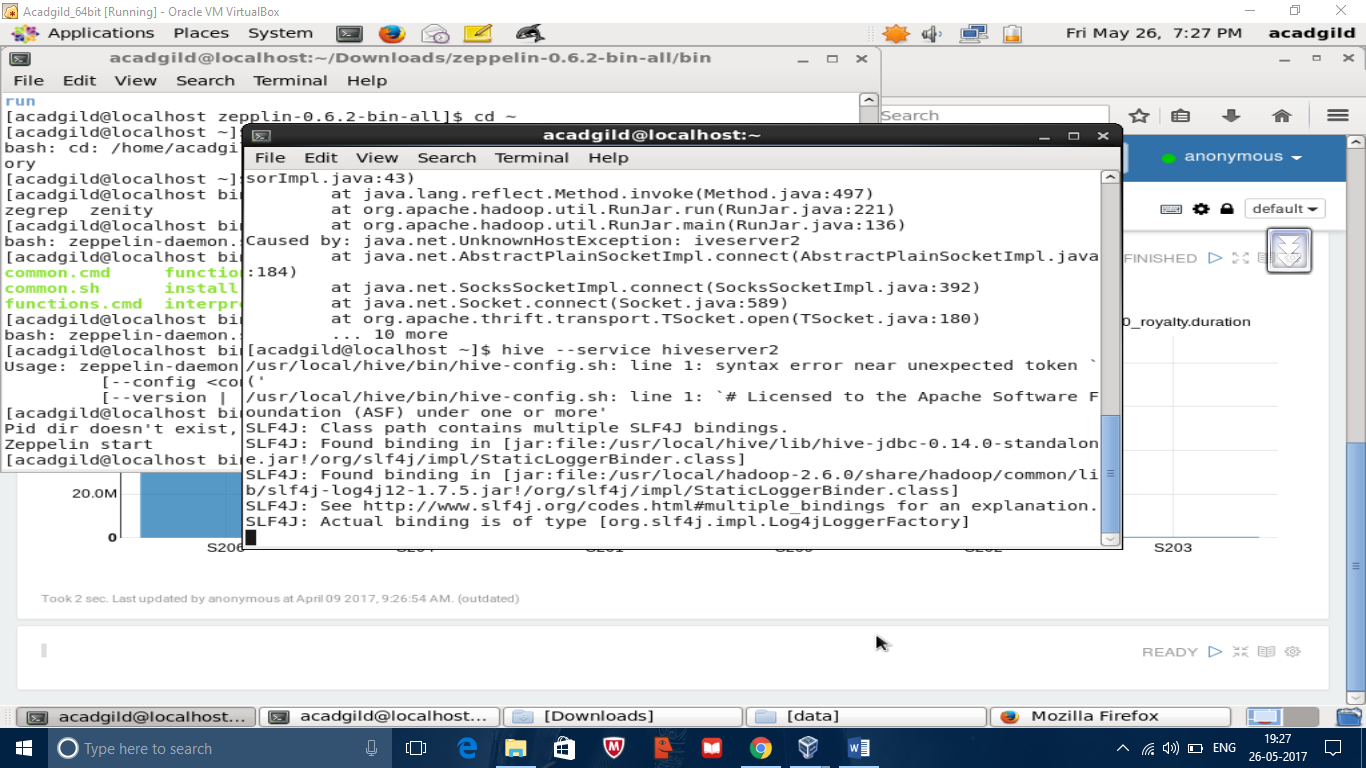 Acadgild_64bit [Running] - Oracle VM VirtualBox
Applications Places System Fri May 26, 7:27 PM acadgild
acadgild@localhost:~/Downloads/zeppelin-0.6.2-bin-all/bin
File Edit View Search Terminal Help
run
[acadgild@localhost zepplin-0.6.2-bin-all]$ cd ~
[acadgild@localhost ~]
bash: cd: /home/acadgi
ory
[acadgild@localhost ~]
[acadgild@localhost bin
zegrep zenity
[acadgild@localhost bin
bash: zeppelin-daemon.
[acadgild@localhost bin
common.cmd functio
common.sh install
functions.cmd interpr
[acadgild@localhost bin
bash: zeppelin-daemon.
[acadgild@localhost bin
Usage: zeppelin-daemon
[--config <co
[--version |
[acadgild@localhost bin
Pid dir doesn't exist,
Zeppelin start
[acadgild@localhost bin
Search
anonymous
default
FINISHED
0_royalty.duration
acadgild@localhost:~
File Edit View Search Terminal Help
sorImpl.java:43)
at java.lang.reflect.Method.invoke(Method.java:497)
at org.apache.hadoop.util.RunJar.run(RunJar.java:221)
at org.apache.hadoop.util.RunJar.main(RunJar.java:136)
Caused by: java.net.UnknownHostException: iveserver2
at java.net.AbstractPlainSocketImpl.connect(AbstractPlainSocketImpl.java
:184)
at java.net.SocksSocketImpl.connect(SocksSocketImpl.java:392)
at java.net.Socket.connect(Socket.java:589)
at org.apache.thrift.transport.TSocket.open(TSocket.java:180)
... 10 more
[acadgild@localhost ~]$ hive --service hiveserver2
/usr/local/hive/bin/hive-config.sh: line 1: syntax error near unexpected token `
('
/usr/local/hive/bin/hive-config.sh: line 1: `# Licensed to the Apache Software F
oundation (ASF) under one or more'
SLF4J: Class path contains multiple SLF4J bindings.
SLF4J: Found binding in [jar:file:/usr/local/hive/lib/hive-jdbc-0.14.0-standalon
e.jar!/org/slf4j/impl/StaticLoggerBinder.class]
SLF4J: Found binding in [jar:file:/usr/local/hadoop-2.6.0/share/hadoop/common/li
b/slf4j-log4j12-1.7.5.jar!/org/slf4j/impl/StaticLoggerBinder.class]
SLF4J: See http://www.slf4j.org/codes.html#multiple_bindings for an explanation.
SLF4J: Actual binding is of type [org.slf4j.impl.Log4jLoggerFactory]
20.0M
0
S206 S203
Took 2 sec. Last updated by anonymous at April 09 2017, 9:26:54 AM. (outdated)
READY
acadgild@localhost... acadgild@localhost... [Downloads] [data] Mozilla Firefox
Type here to search ENG 19:27
26-05-2017